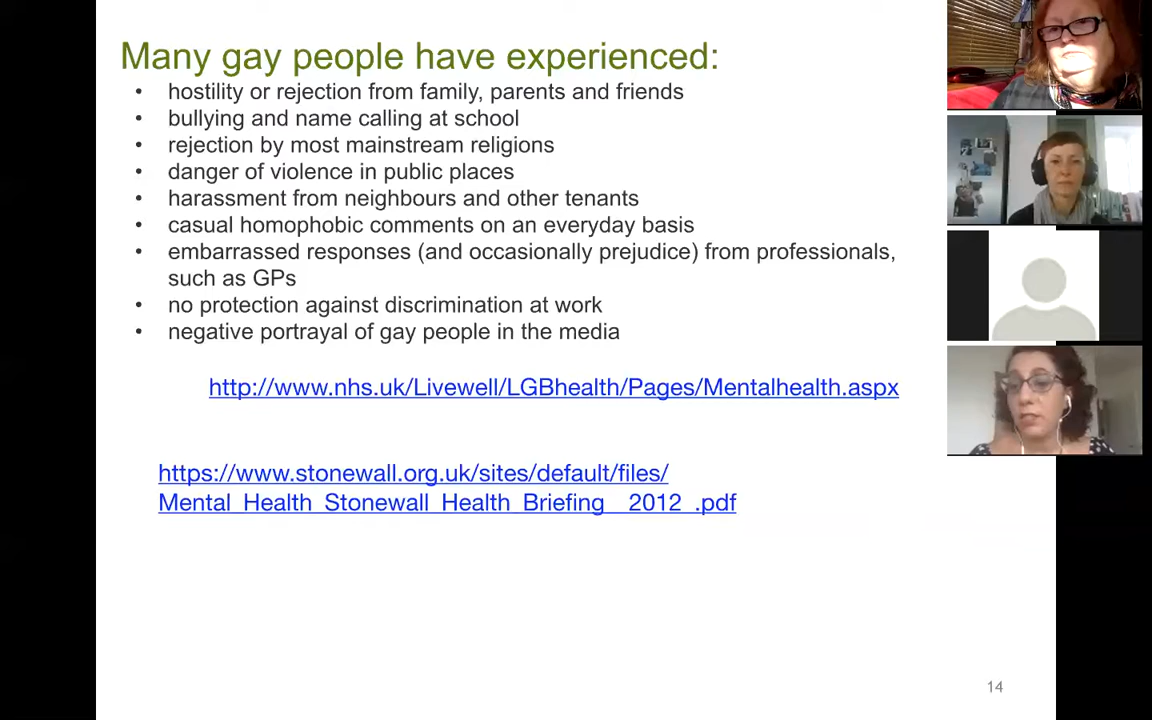 Many gay people have experienced:
• hostility or rejection from family, parents and friends
• bullying and name calling at school
• rejection by most mainstream religions
• danger of violence in public places
• harassment from neighbours and other tenants
• casual homophobic comments on an everyday basis
• embarrassed responses (and occasionally prejudice) from professionals,
such as GPs
• no protection against discrimination at work
• negative portrayal of gay people in the media
http://www.nhs.uk/Livewell/LGBhealth/Pages/Mentalhealth.aspx
https://www.stonewall.org.uk/sites/default/files/
Mental_Health_Stonewall_Health_Briefing__2012_.pdf
14